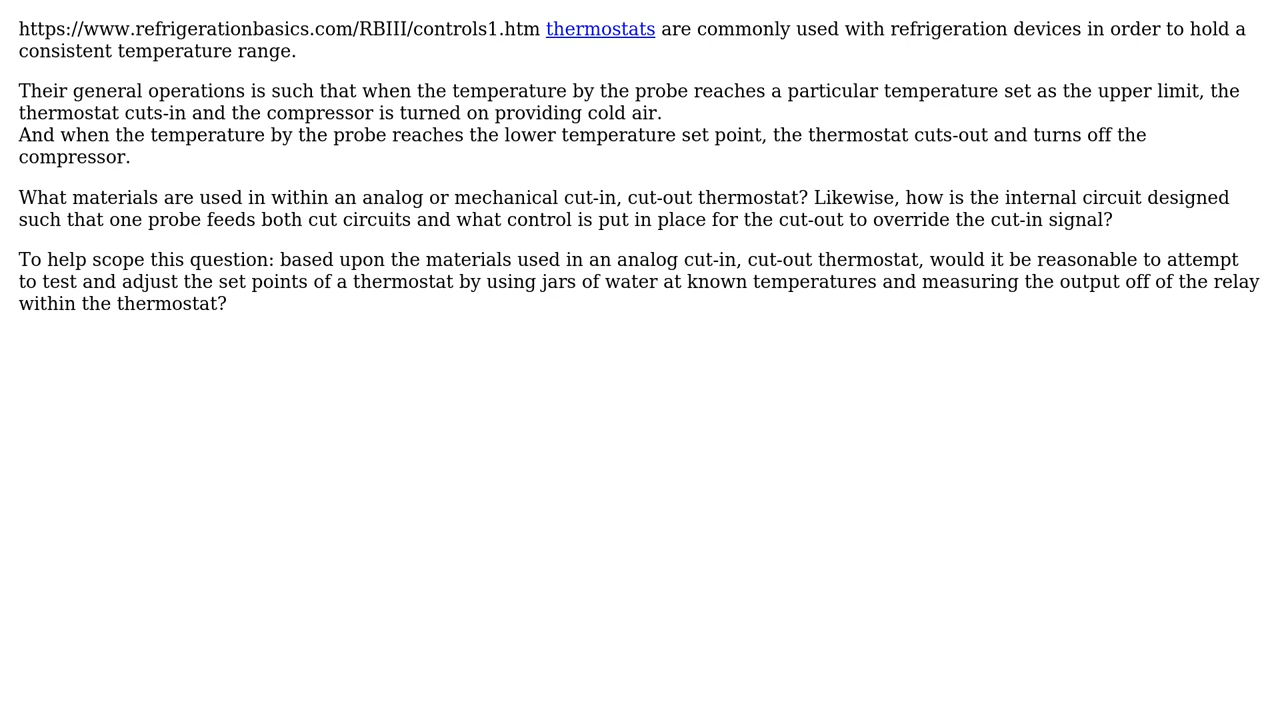 https://www.refrigerationbasics.com/RBIII/controls1.htm thermostats are commonly used with refrigeration devices in order to hold a
consistent temperature range.
Their general operations is such that when the temperature by the probe reaches a particular temperature set as the upper limit, the
thermostat cuts-in and the compressor is turned on providing cold air.
And when the temperature by the probe reaches the lower temperature set point, the thermostat cuts-out and turns off the
compressor.
What materials are used in within an analog or mechanical cut-in, cut-out thermostat? Likewise, how is the internal circuit designed
such that one probe feeds both cut circuits and what control is put in place for the cut-out to override the cut-in signal?
To help scope this question: based upon the materials used in an analog cut-in, cut-out thermostat, would it be reasonable to attempt
to test and adjust the set points of a thermostat by using jars of water at known temperatures and measuring the output off of the relay
within the thermostat?